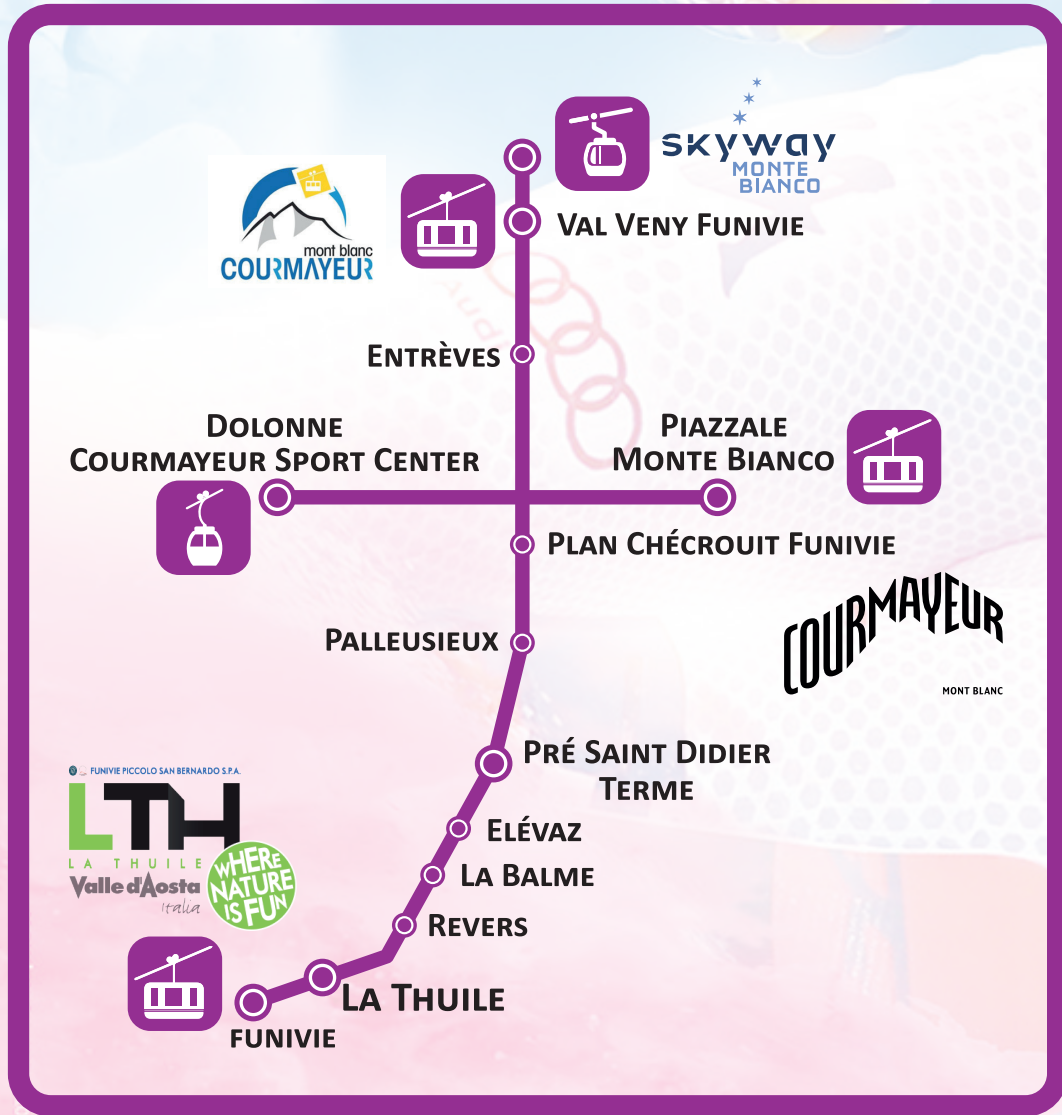 skyway
MONTE
BIANCO
mont blanc
COURMAYEUR
VAL VENY FUNIVIE
ENTRÈVES
DOLONNE
COURMAYEUR SPORT CENTER
PIAZZALE
MONTE BIANCO
PLAN CHÉCROUIT FUNIVIE
PALLEUSIEUX
COURMAYEUR
MONT BLANC
PRÉ SAINT DIDIER
TERME
FUNIVIE PICCOLO SAN BERNARDO S.P.A.
LTH
LA THUILE
Valle d'Aosta
Italia
WHERE
NATURE
IS FUN
ELÉVAZ
LA BALME
REVERS
LA THUILE
FUNIVIE